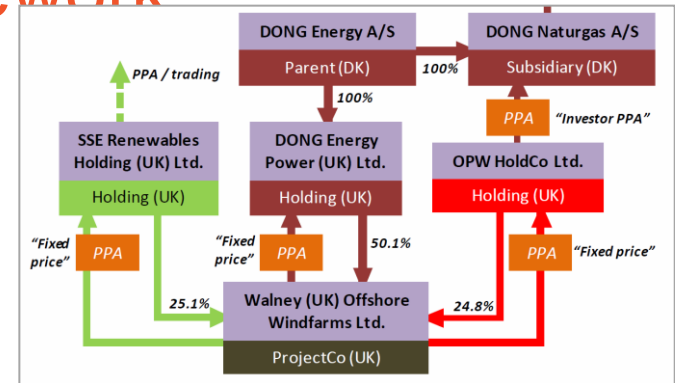 DONG Energy A/S
Parent (DK)
100%
DONG Naturgas A/S
Subsidiary (DK)
PPA / trading
100%
PPA
"Investor PPA"
SSE Renewables
Holding (UK) Ltd.
Holding (UK)
DONG Energy
Power (UK) Ltd.
Holding (UK)
OPW HoldCo Ltd.
Holding (UK)
"Fixed
price"
PPA
"Fixed
price"
PPA
50.1%
PPA
"Fixed price"
25.1%
24.8%
Walney (UK) Offshore
Windfarms Ltd.
ProjectCo (UK)